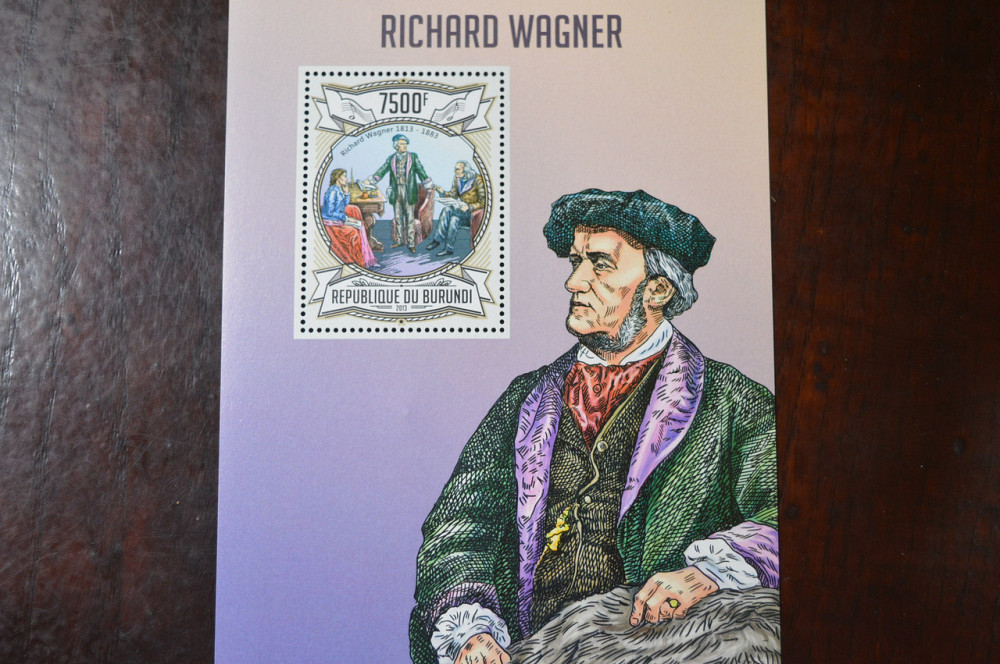 RICHARD WAGNER
7500F
Richard Wagner 1813 - 1883
REPUBLIQUE DU BURUNDI
2013